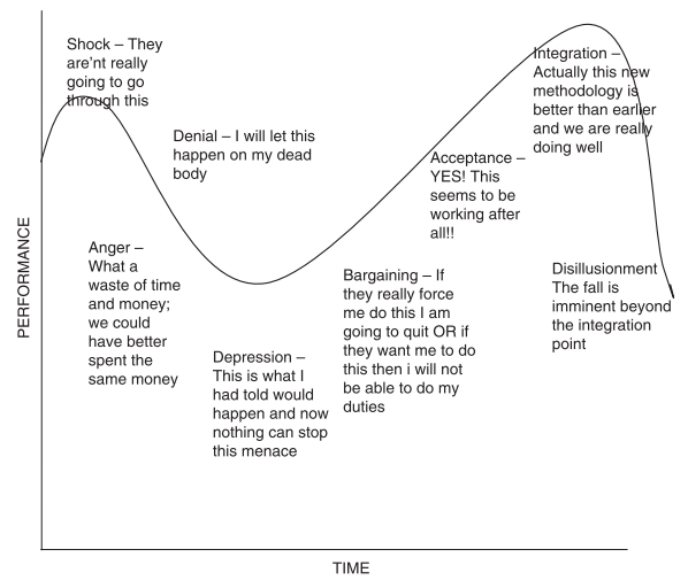 Shock – They
are'nt really
going to go
through this
Denial – I will let this
happen on my dead
body
Anger –
What a
waste of time
and money;
we could
have better
spent the
same money
Depression –
This is what I
had told would
happen and now
nothing can stop
this menace
Bargaining – If
they really force
me do this I am
going to quit OR if
they want me to do
this then i will not
be able to do my
duties
Acceptance –
YES! This
seems to be
working after
all!!
Integration –
Actually this new
methodology is
better than earlier
and we are really
doing well
Disillusionment
The fall is
imminent beyond
the integration
point
PERFORMANCE
TIME